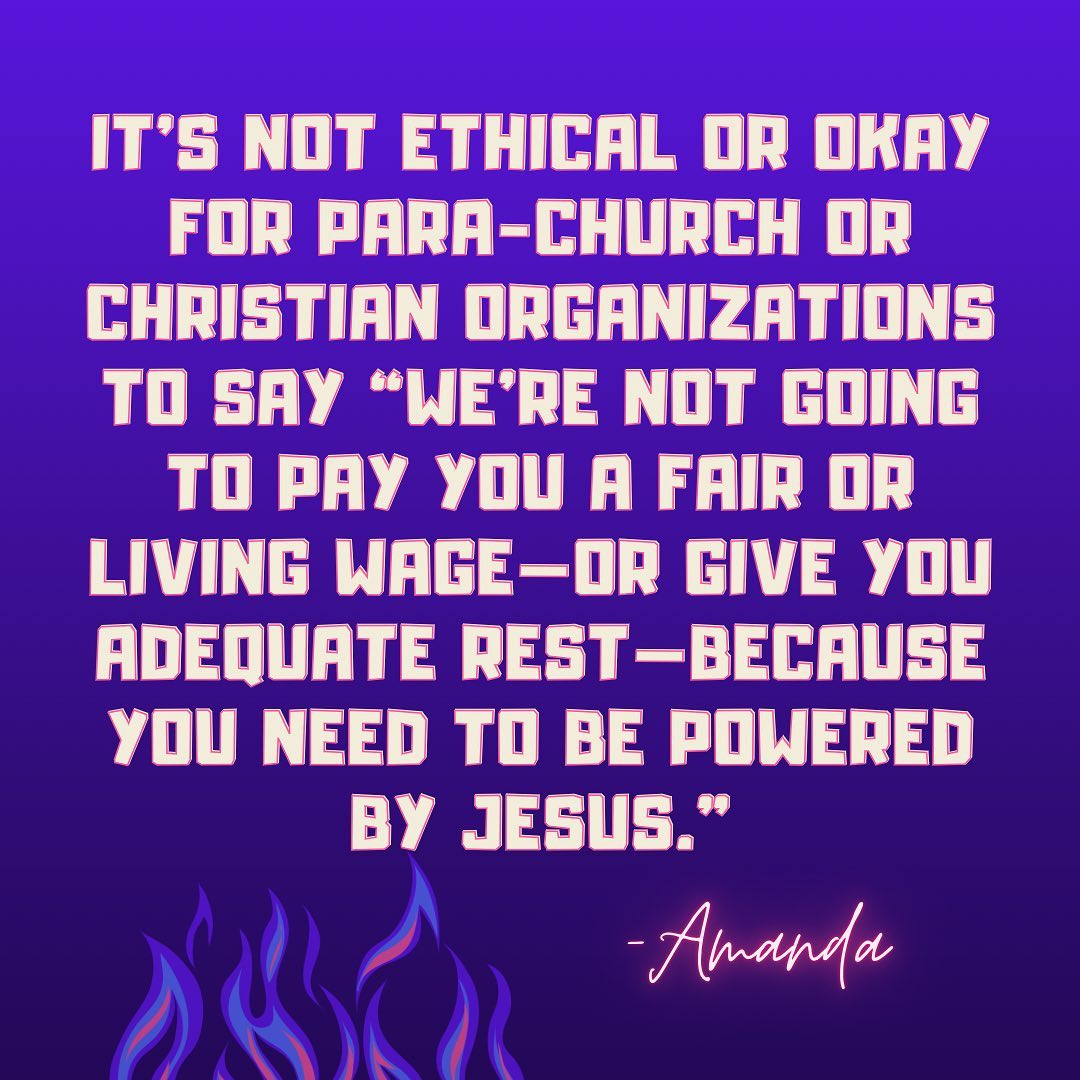 IT'S NOT ETHICAL OR OKAY
FOR PARA-CHURCH OR
CHRISTIAN ORGANIZATIONS
TO SAY “WE'RE NOT GOING
TO PAY YOU A FAIR OR
LIVING WAGE—OR GIVE YOU
ADEQUATE REST—BECAUSE
YOU NEED TO BE POWERED
BY JESUS.”
-Amanda